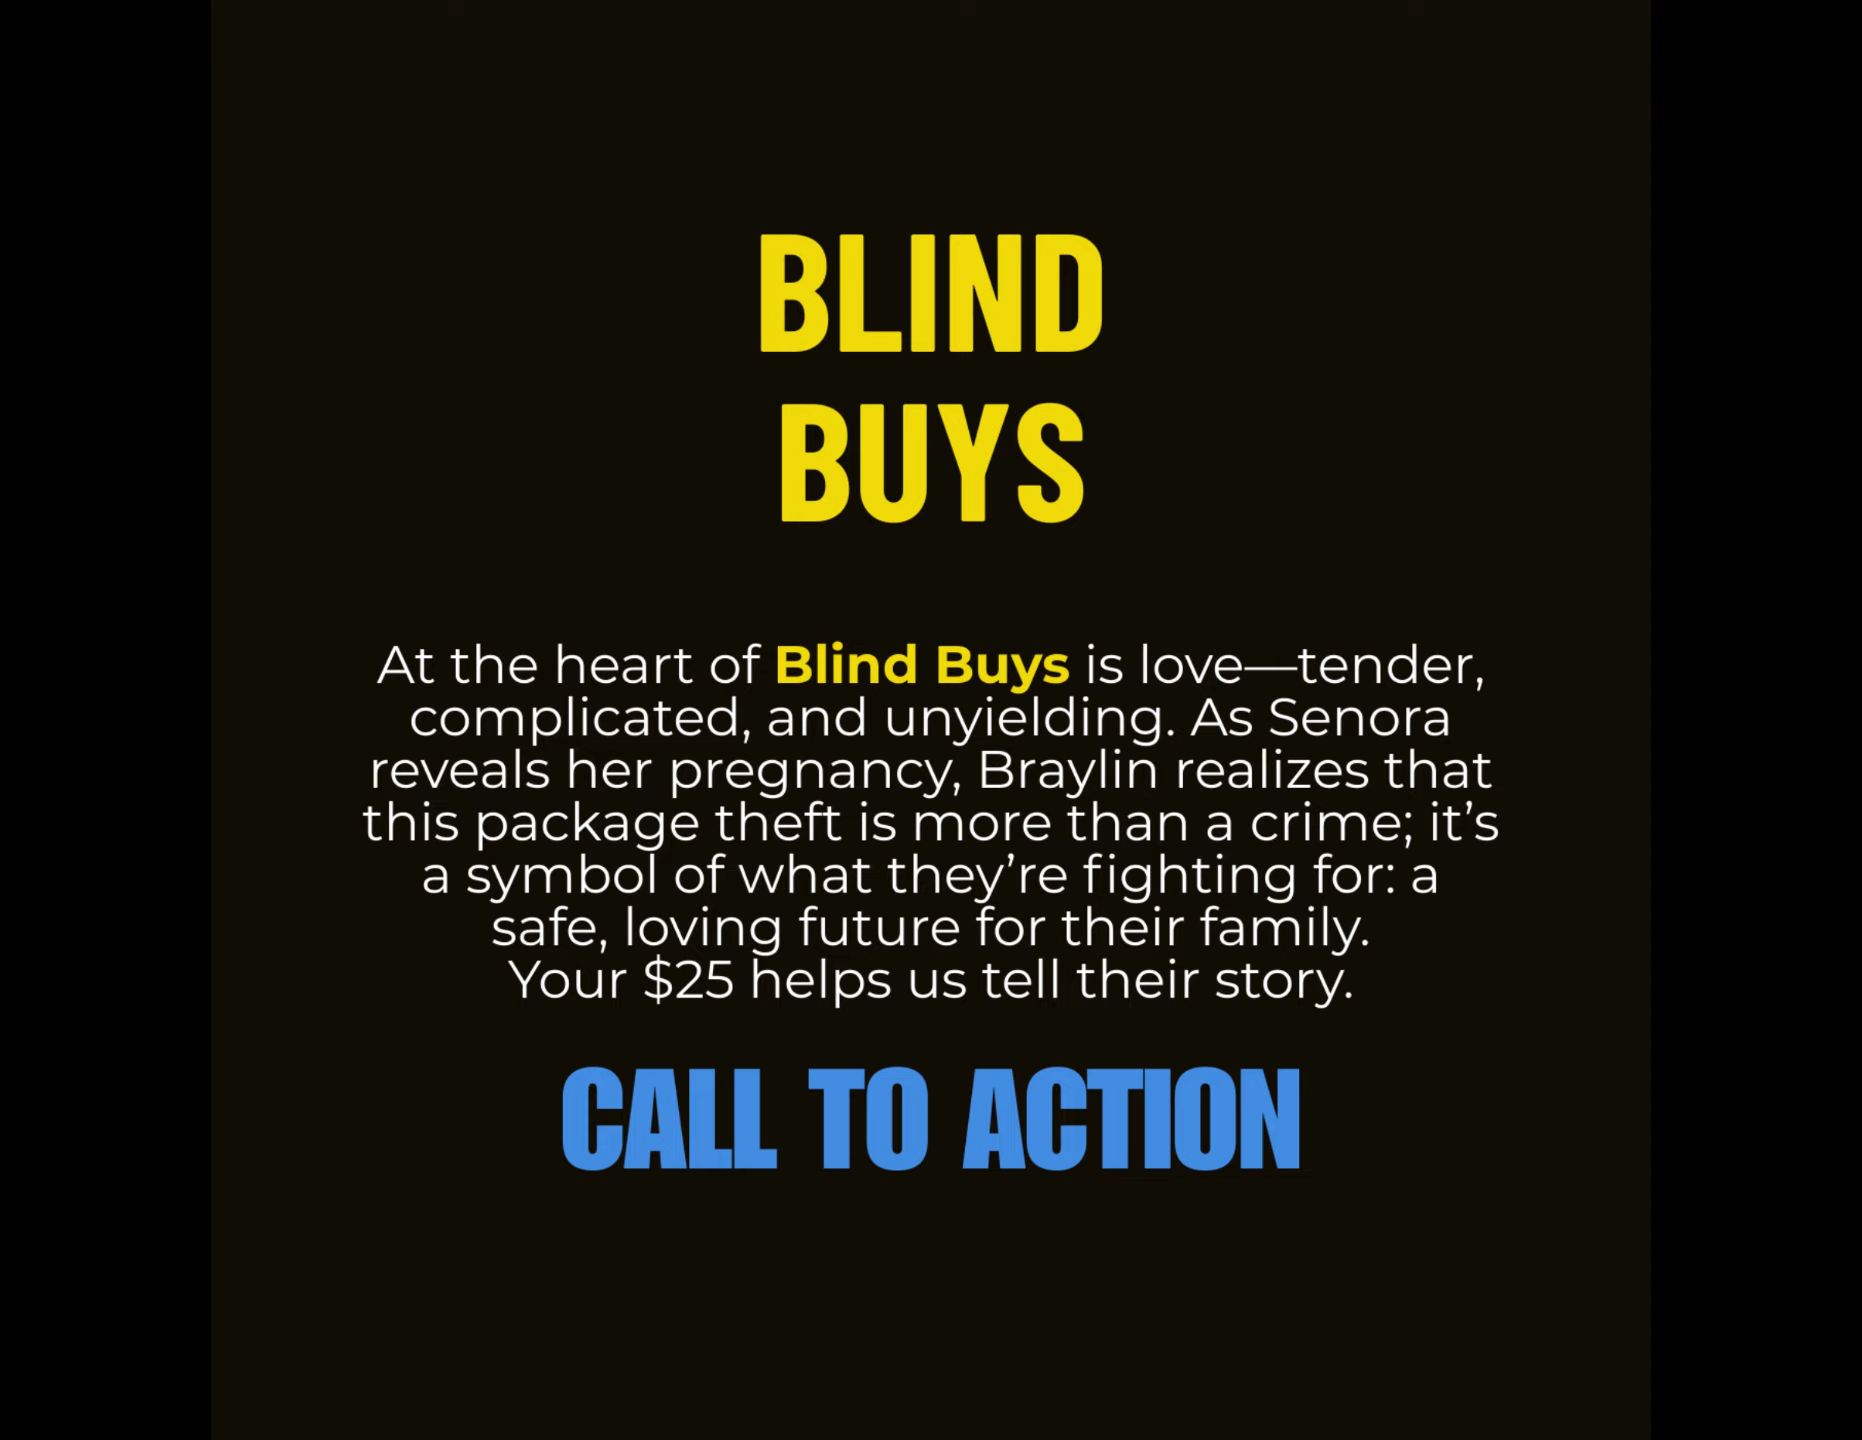 BLIND
BUYS
At the heart of Blind Buys is love—tender,
complicated, and unyielding. As Senora
reveals her pregnancy, Braylin realizes that
this package theft is more than a crime; it’s
a symbol of what they’re fighting for: a
safe, loving future for their family.
Your $25 helps us tell their story.
CALL TO ACTION